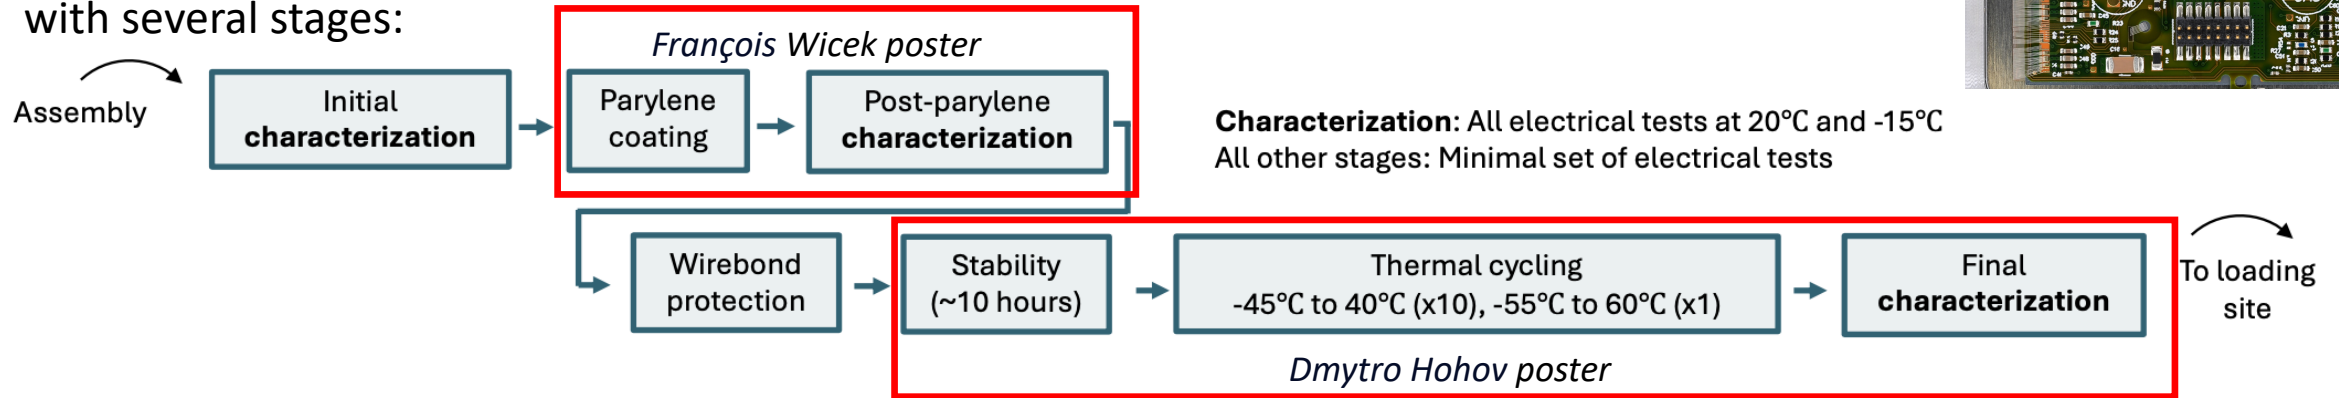 with several stages:
François Wicek poster
Assembly
Initial
characterization
Parylene
coating
Post-parylene
characterization
Characterization: All electrical tests at 20℃ and -15℃
All other stages: Minimal set of electrical tests
Wirebond
protection
Stability
(~10 hours)
Thermal cycling
-45℃ to 40℃ (x10), -55℃ to 60℃ (x1)
Final
characterization
To loading
site
Dmytro Hohov poster